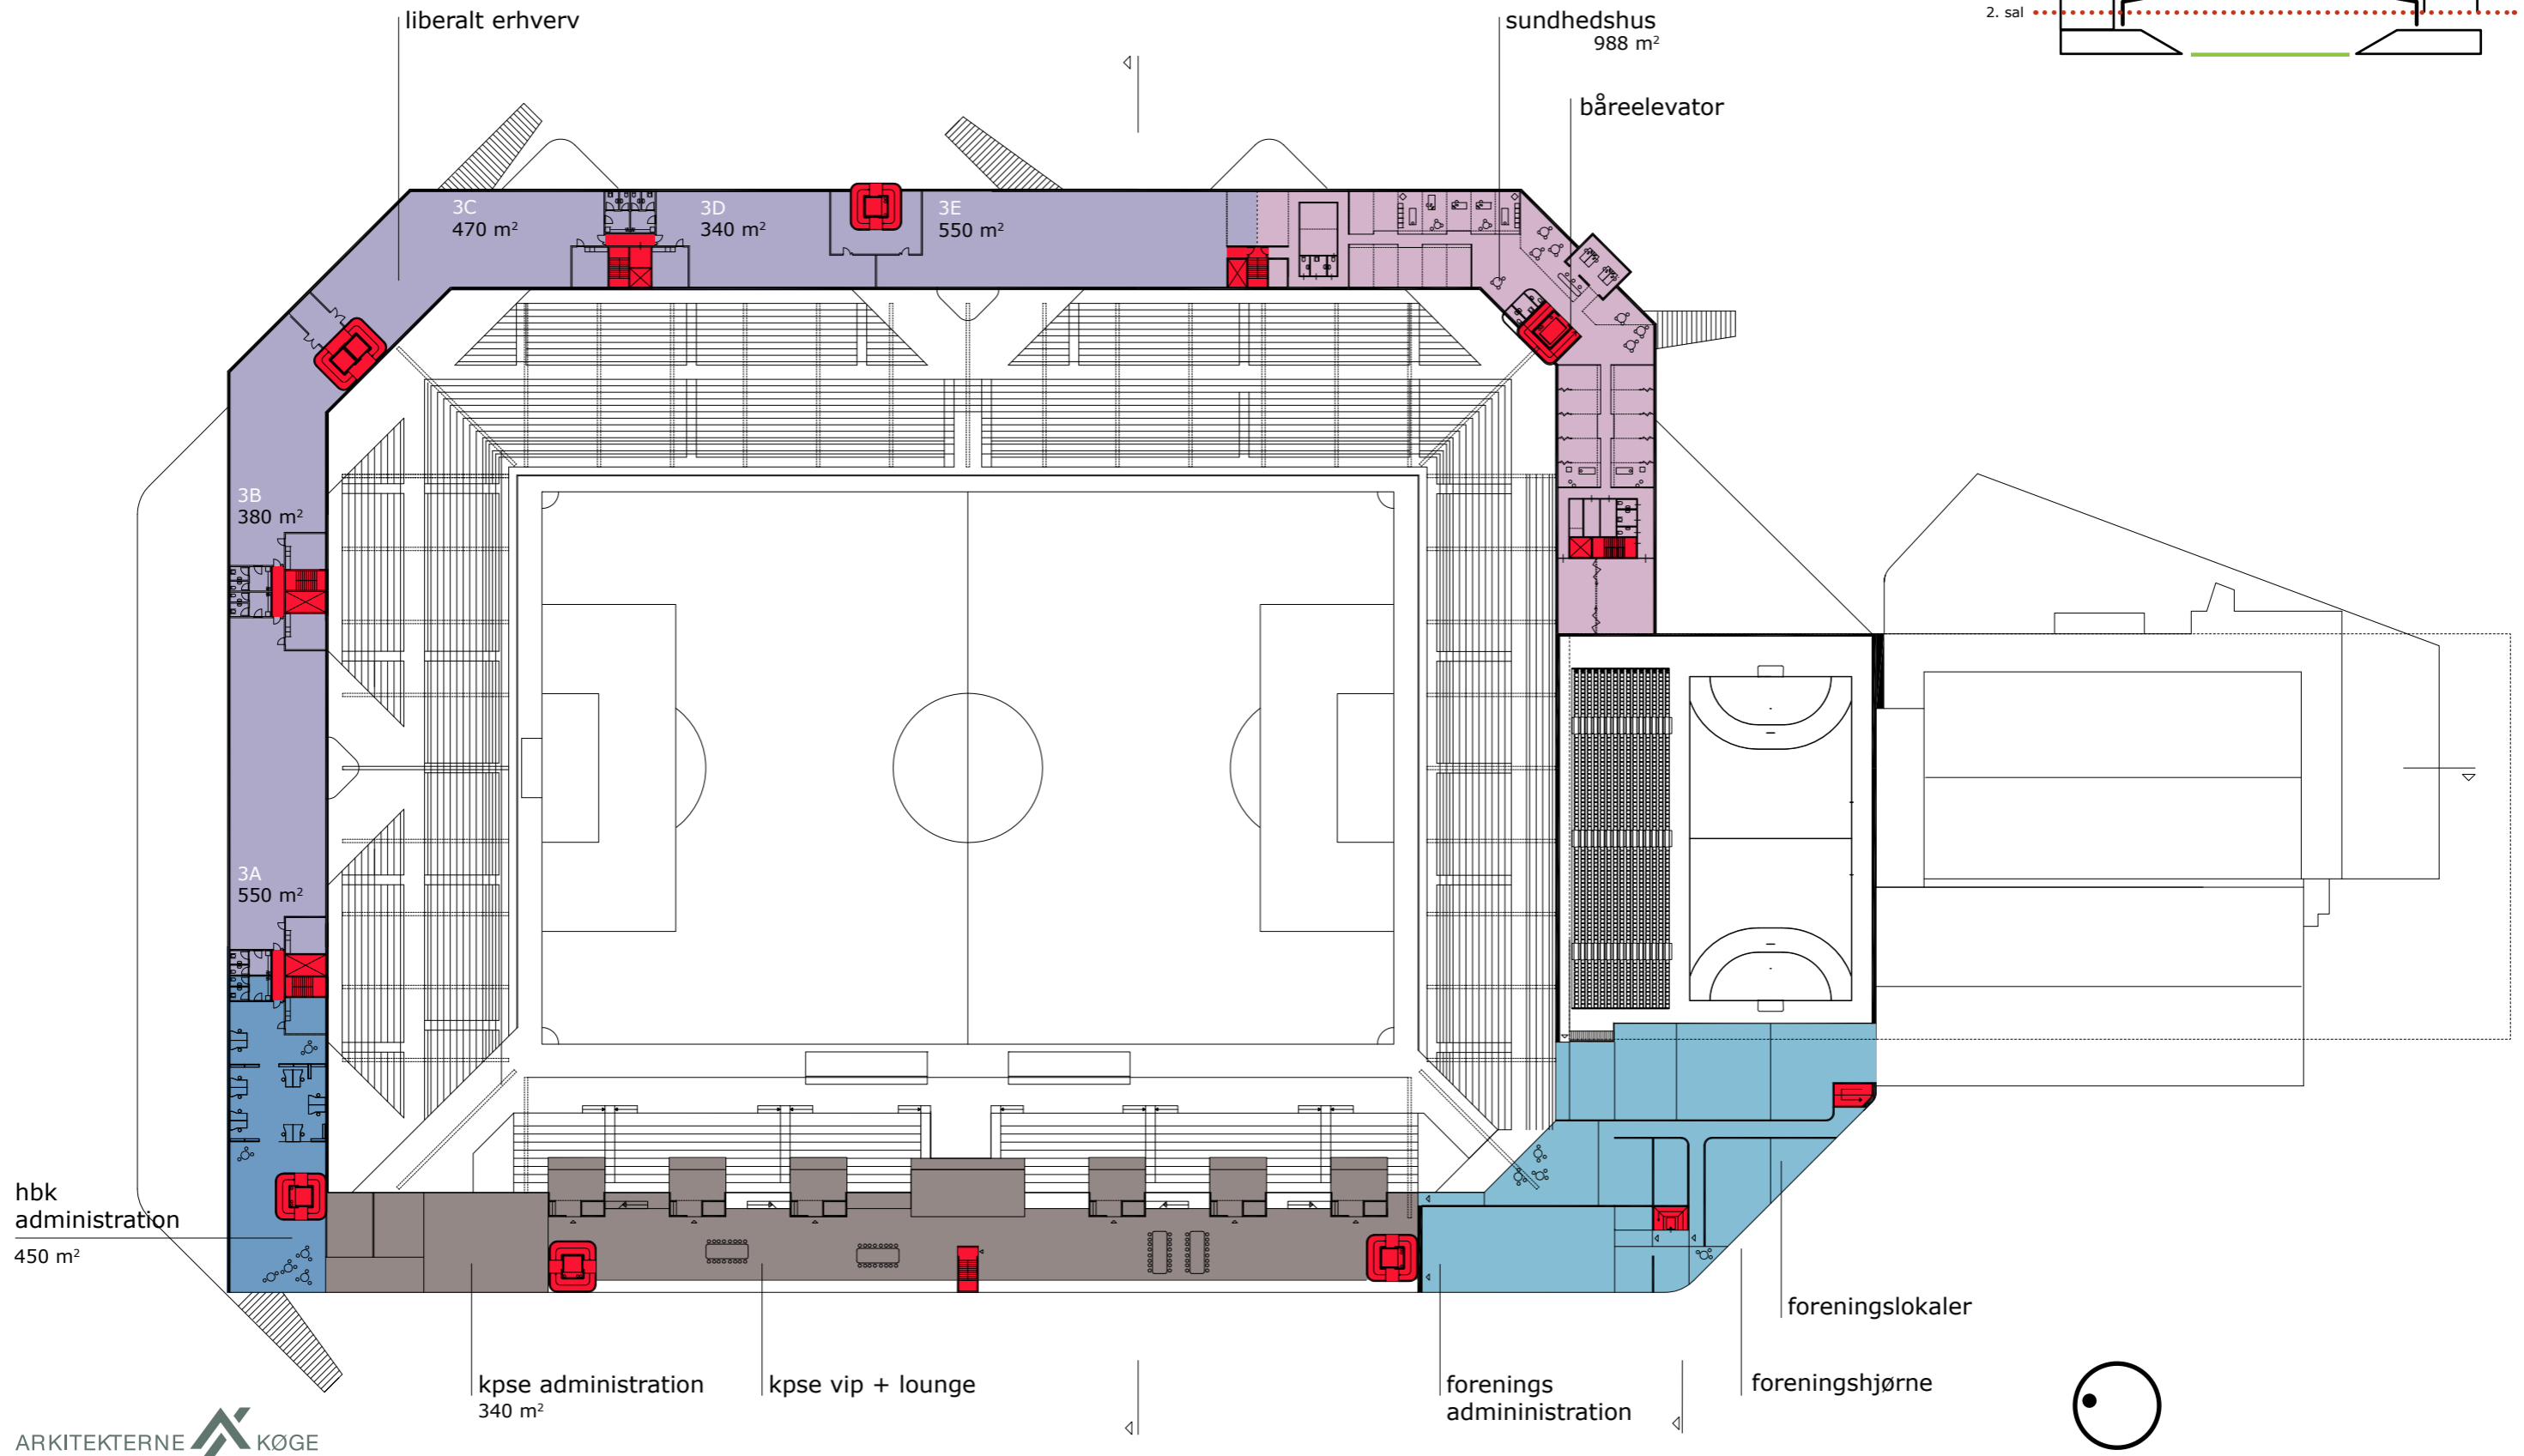 liberalt erhverv
sundhedshus
988 m²
2. sal
båreelevator
3C
470 m²
3D
340 m²
3E
550 m²
3B
380 m²
3A
550 m²
hbk
administration
450 m²
foreningslokaler
kpse administration
340 m²
kpse vip + lounge
forenings
admininistration
foreningshjørne
ARKITEKTERNE KØGE